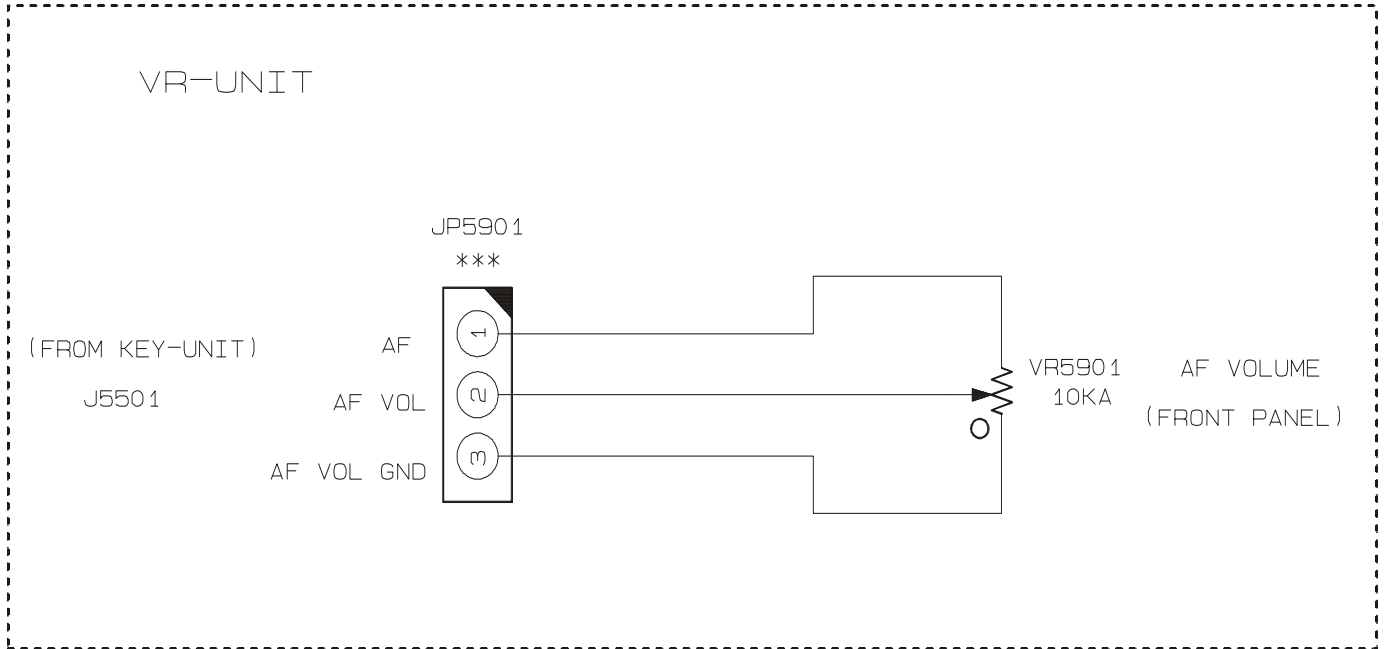 VR-UNIT
JP5901
***
(FROM KEY-UNIT)
J5501
AF
AF VOL
AF VOL GND
1
2
3
VR5901
10KA
AF VOLUME
(FRONT PANEL)